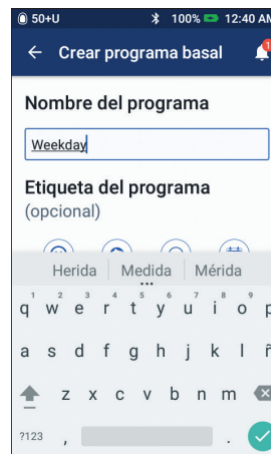 50+U 100% 12:40 AM
Crear programa basal
1
Nombre del programa
Weekday
Etiqueta del programa
(opcional)
Herida Medida Mérida
1 2 3 4 5 6 7 8 9
q w e r t y u i o p
a s d f g h j k l ñ
z x c v b n m
?123 , .